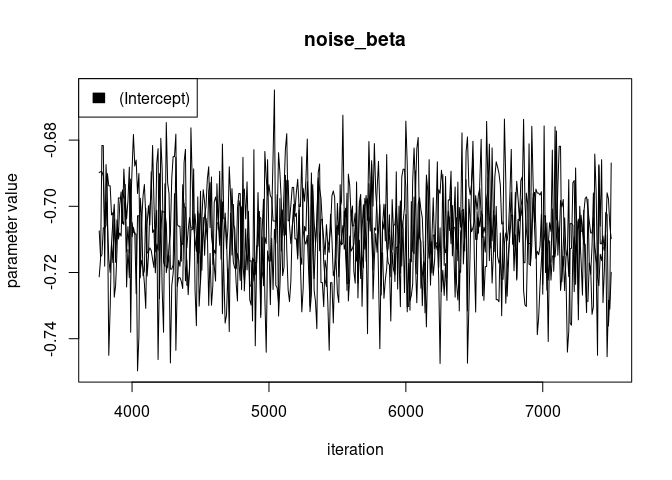 noise_beta
(Intercept)
parameter value
-0.68
-0.70
-0.72
-0.74
4000 5000 6000 7000
iteration